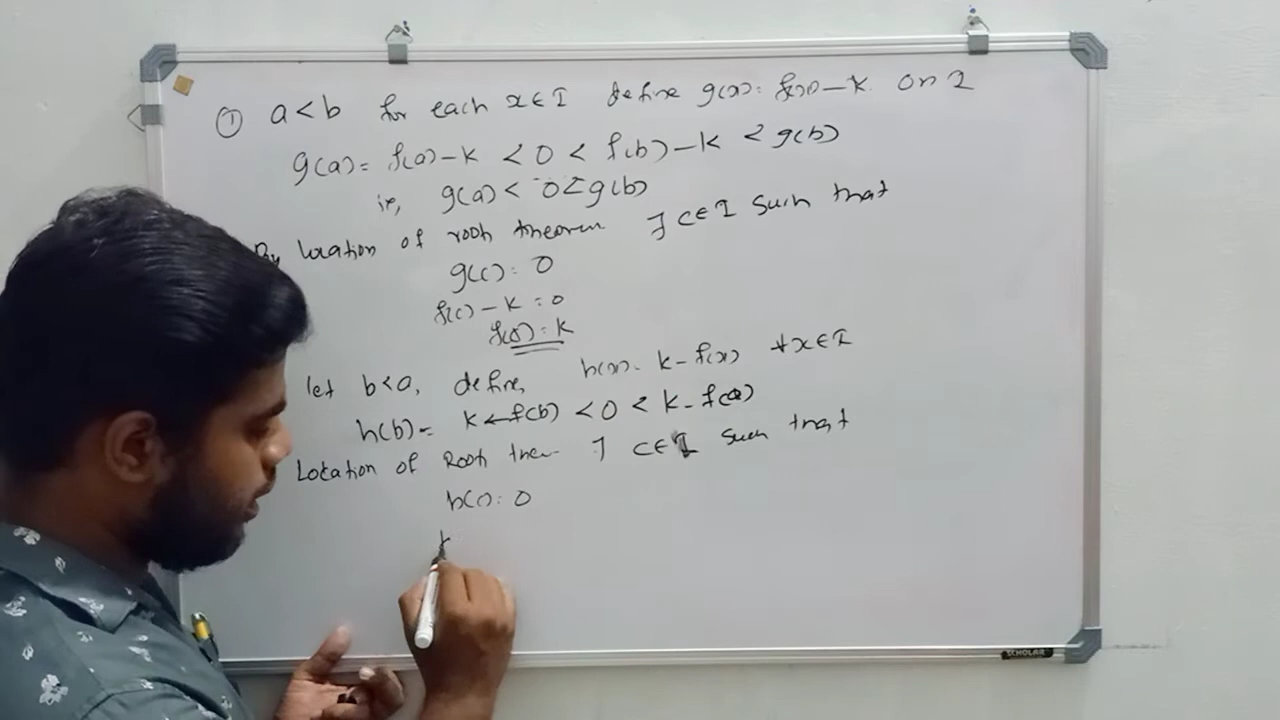 ① a < b for each x ∈ I define g(x) = f(x) - k on I
g(a) = f(a) - k < 0 < f(b) - k < g(b)
ie, g(a) < 0 < g(b)
By location of root theorem ∃ c ∈ I such that
g(c) = 0
f(c) - k = 0
f(c) = k
let b < a, define, h(x) = k - f(x) ∀ x ∈ I
h(b) = k - f(b) < 0 < k - f(a)
Location of Root ∃ c ∈ I such that
h(c) = 0
SCHOLAR